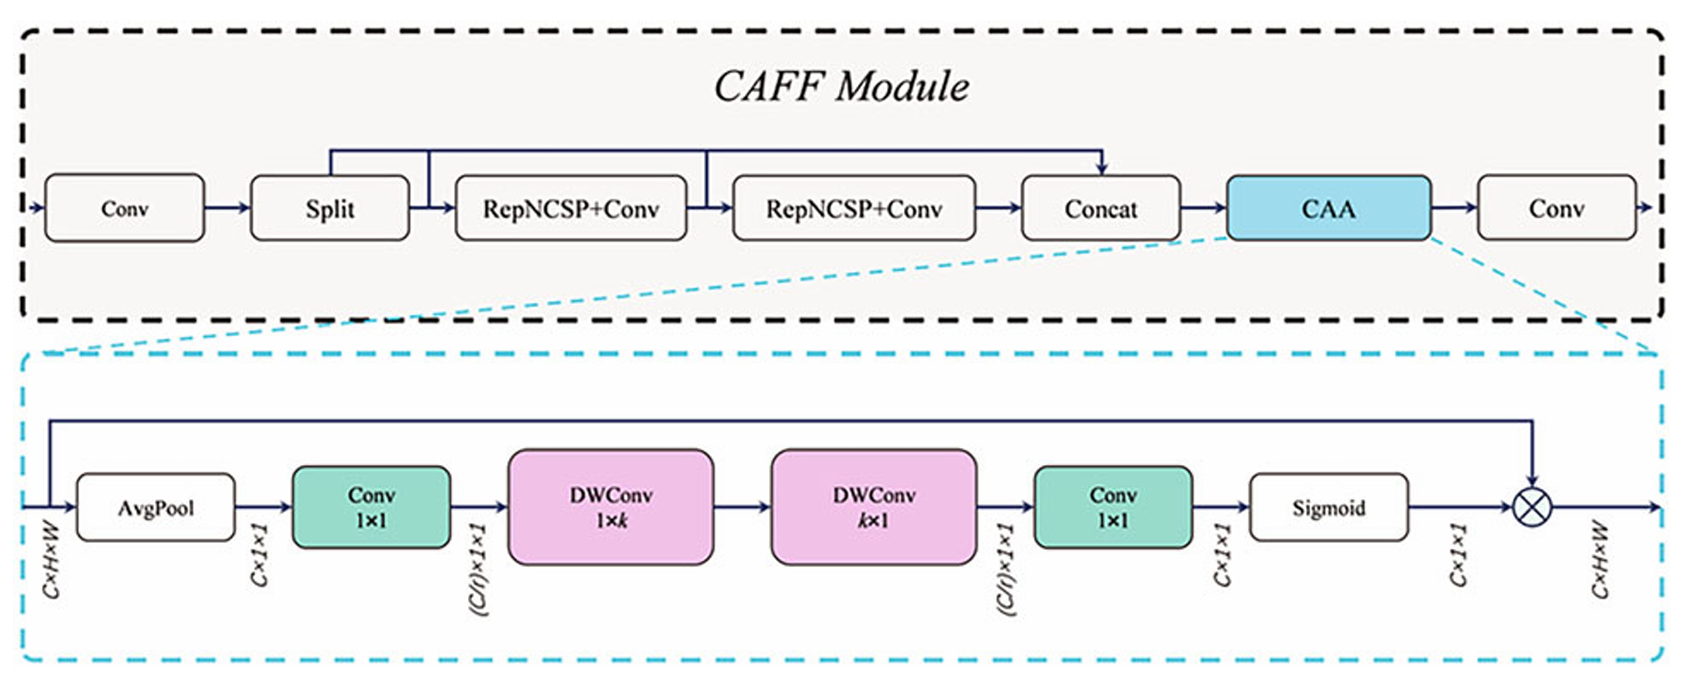 CAFF Module
Conv
Split
RepNCSP+Conv
RepNCSP+Conv
Concat
CAA
Conv
AvgPool
Conv
1×1
DWConv
1×k
DWConv
k×1
Conv
1×1
Sigmoid
C×H×W
C×1×1
(C/r)×1×1
(C/r)×1×1
C×1×1
C×1×1
C×H×W